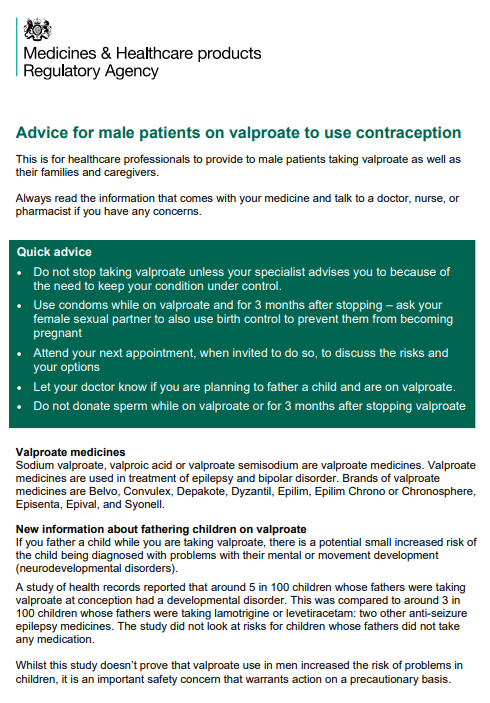 Medicines & Healthcare products
Regulatory Agency
Advice for male patients on valproate to use contraception
This is for healthcare professionals to provide to male patients taking valproate as well as
their families and caregivers.
Always read the information that comes with your medicine and talk to a doctor, nurse, or
pharmacist if you have any concerns.
Quick advice
• Do not stop taking valproate unless your specialist advises you to because of
the need to keep your condition under control.
• Use condoms while on valproate and for 3 months after stopping – ask your
female sexual partner to also use birth control to prevent them from becoming
pregnant
• Attend your next appointment, when invited to do so, to discuss the risks and
your options
• Let your doctor know if you are planning to father a child and are on valproate.
• Do not donate sperm while on valproate or for 3 months after stopping valproate
Valproate medicines
Sodium valproate, valproic acid or valproate semisodium are valproate medicines. Valproate
medicines are used in treatment of epilepsy and bipolar disorder. Brands of valproate
medicines are Belvo, Convulex, Depakote, Dyzantil, Epilim, Epilim Chrono or Chronosphere,
Episenta, Epival, and Syonell.
New information about fathering children on valproate
If you father a child while you are taking valproate, there is a potential small increased risk of
the child being diagnosed with problems with their mental or movement development
(neurodevelopmental disorders).
A study of health records reported that around 5 in 100 children whose fathers were taking
valproate at conception had a developmental disorder. This was compared to around 3 in
100 children whose fathers were taking lamotrigine or levetiracetam: two other anti-seizure
epilepsy medicines. The study did not look at risks for children whose fathers did not take
any medication.
Whilst this study doesn’t prove that valproate use in men increased the risk of problems in
children, it is an important safety concern that warrants action on a precautionary basis.